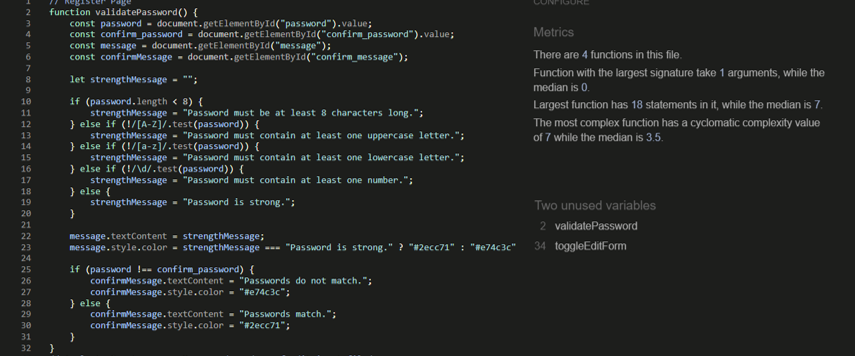 1 // Register Page
2 function validatePassword() {
3 const password = document.getElementById("password").value;
4 const confirm_password = document.getElementById("confirm_password").value;
5 const message = document.getElementById("message");
6 const confirmMessage = document.getElementById("confirm_message");
7
8 let strengthMessage = "";
9
10 if (password.length < 8) {
11 strengthMessage = "Password must be at least 8 characters long.";
12 } else if (!/[A-Z]/.test(password)) {
13 strengthMessage = "Password must contain at least one uppercase letter.";
14 } else if (!/[a-z]/.test(password)) {
15 strengthMessage = "Password must contain at least one lowercase letter.";
16 } else if (!/\d/.test(password)) {
17 strengthMessage = "Password must contain at least one number.";
18 } else {
19 strengthMessage = "Password is strong.";
20 }
21
22 message.textContent = strengthMessage;
23 message.style.color = strengthMessage === "Password is strong." ? "#2ecc71" : "#e74c3c"
24
25 if (password !== confirm_password) {
26 confirmMessage.textContent = "Passwords do not match.";
27 confirmMessage.style.color = "#e74c3c";
28 } else {
29 confirmMessage.textContent = "Passwords match.";
30 confirmMessage.style.color = "#2ecc71";
31 }
32 }
CONFIGURE
Metrics
There are 4 functions in this file.
Function with the largest signature take 1 arguments, while the
median is 0.
Largest function has 18 statements in it, while the median is 7.
The most complex function has a cyclomatic complexity value
of 7 while the median is 3.5.
Two unused variables
2 validatePassword
34 toggleEditForm